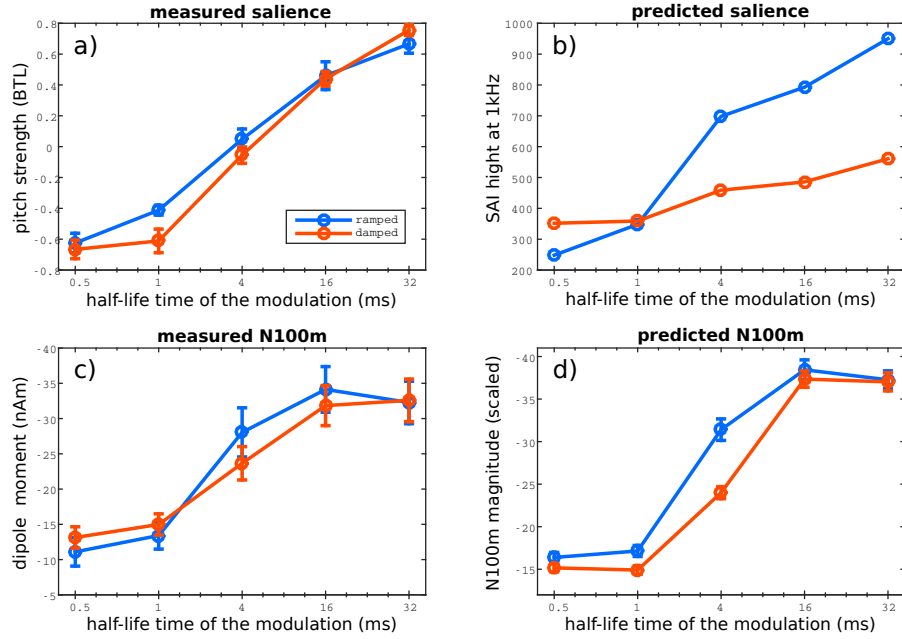 measured salience
a)
pitch strength (BTL)
0.8
0.6
0.4
0.2
0
-0.2
-0.4
-0.6
-0.8
0.5 1 4 16 32
half-life time of the modulation (ms)
ramped
damped
predicted salience
b)
SAI hight at 1kHz
1000
900
800
700
600
500
400
300
200
0.5 1 4 16 32
half-life time of the modulation (ms)
measured N100m
c)
dipole moment (nAm)
-40
-35
-30
-25
-20
-15
-10
-5
0.5 1 4 16 32
half-life time of the modulation (ms)
predicted N100m
d)
N100m magnitude (scaled)
-40
-35
-30
-25
-20
-15
0.5 1 4 16 32
half-life time of the modulation (ms)